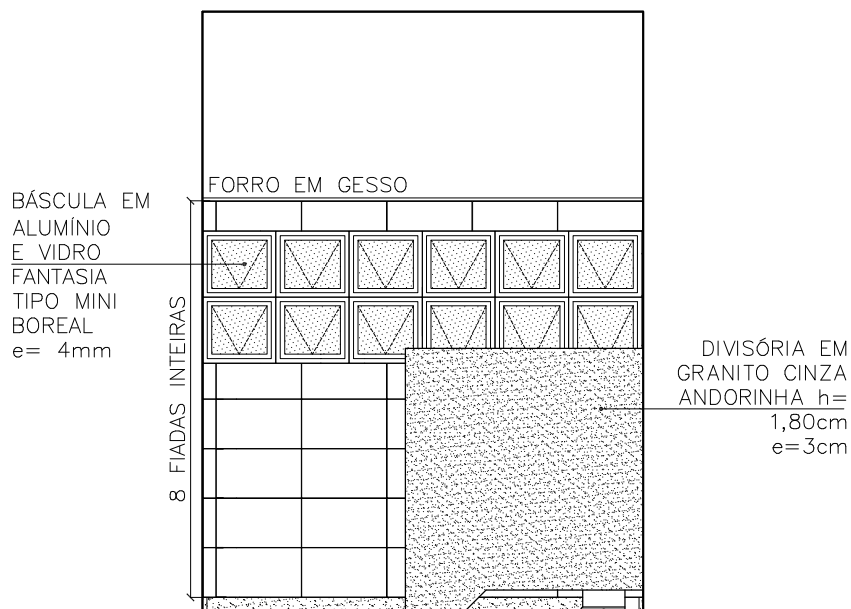 FORRO EM GESSO
BÁSCULA EM
ALUMÍNIO
E VIDRO
FANTASIA
TIPO MINI
BOREAL
e= 4mm
8 FIADAS INTEIRAS
DIVISÓRIA EM
GRANITO CINZA
ANDORINHA h=
1,80cm
e=3cm